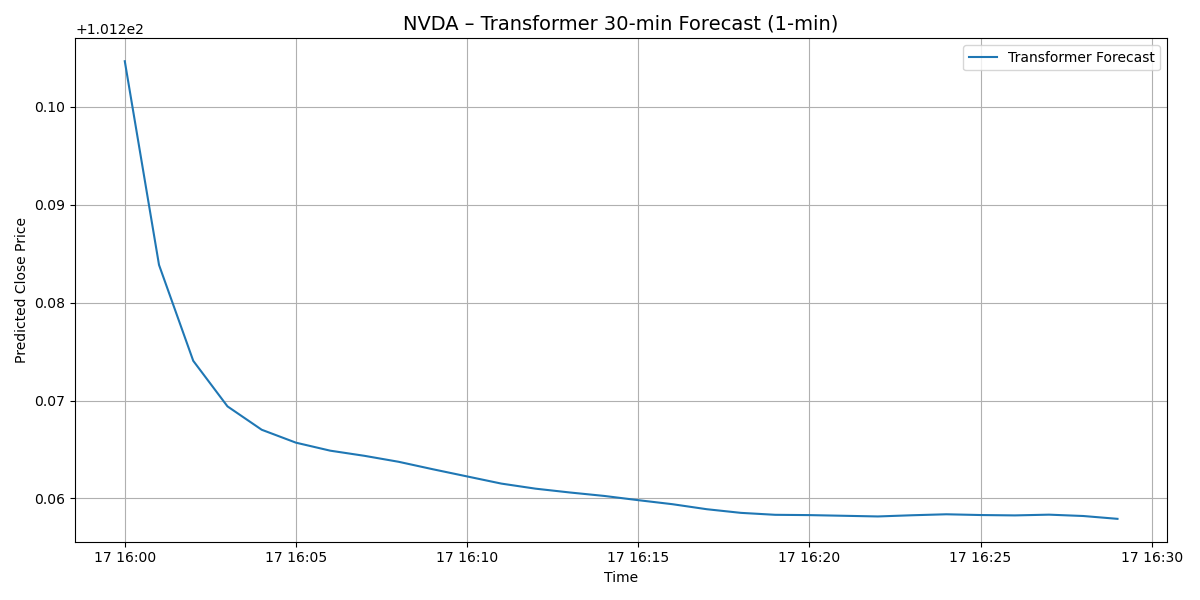 NVDA – Transformer 30-min Forecast (1-min)
+1.012e2
Transformer Forecast
0.10
0.09
0.08
0.07
0.06
Predicted Close Price
17 16:00 17 16:05 17 16:10 17 16:15 17 16:20 17 16:25 17 16:30
Time